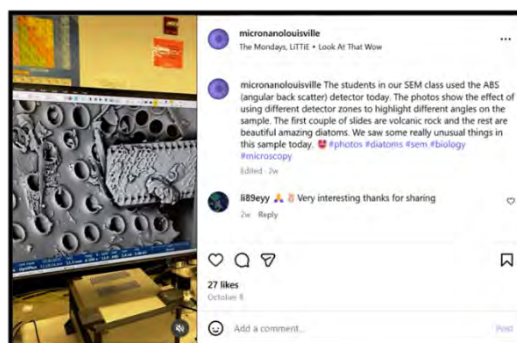 micronanolouisville
The Mondays, LiTTiE • Look At That Wow
micronanolouisville The students in our SEM class used the ABS
(angular back scatter) detector today. The photos show the effect of
using different detector zones to highlight different angles on the
sample. The first couple of slides are volcanic rock and the rest are
beautiful amazing diatoms. We saw some really unusual things in
this sample today. 😍 #photos #diatoms #sem #biology
#microscopy
Edited · 2w
li89eyy 🙏 Very interesting thanks for sharing
2w Reply
27 likes
October 8
Add a comment...
Post